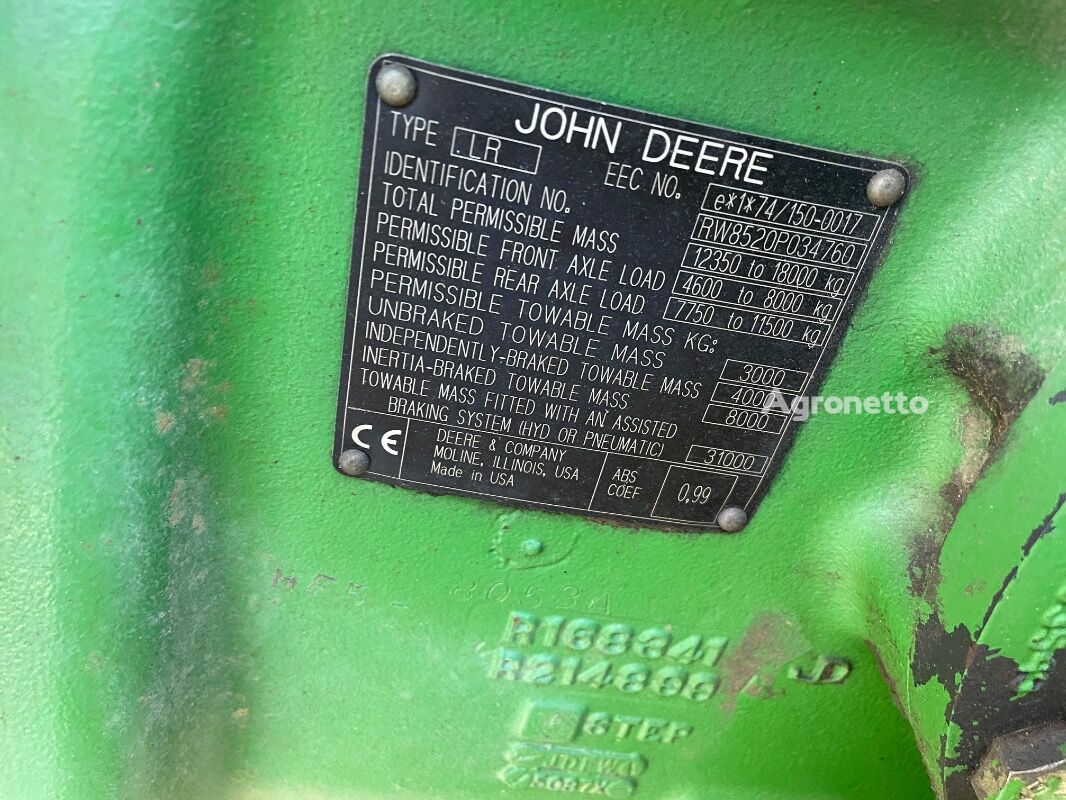 JOHN DEERE
TYPE LR
EEC NO. e*1*74/150-0017
IDENTIFICATION NO. RW8520P034760
TOTAL PERMISSIBLE MASS 12350 to 18000 kg
PERMISSIBLE FRONT AXLE LOAD 4600 to 8000 kg
PERMISSIBLE REAR AXLE LOAD 7750 to 11500 kg
PERMISSIBLE TOWABLE MASS KG:
UNBRAKED TOWABLE MASS 3000
INDEPENDENTLY-BRAKED TOWABLE MASS 4000
INERTIA-BRAKED TOWABLE MASS 8000
TOWABLE MASS FITTED WITH AN ASSISTED
BRAKING SYSTEM (HYD OR PNEUMATIC) 31000
CE
DEERE & COMPANY
MOLINE, ILLINOIS, USA
Made in USA
ABS
COEF
0,99
Agronetto
R168341
JD